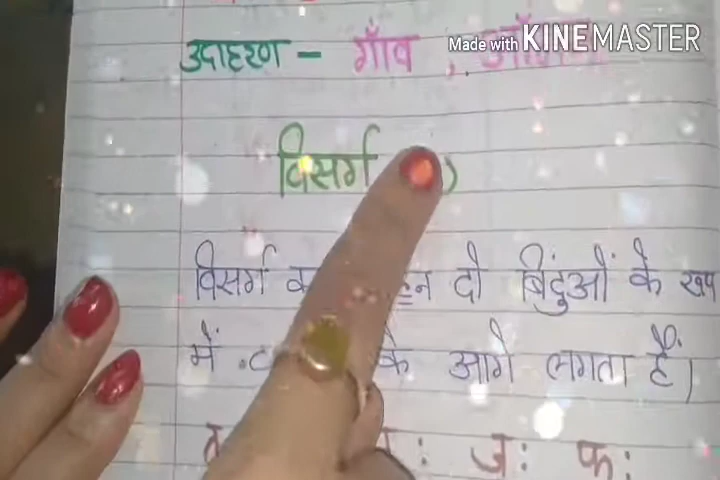 उदाहरण – गाँव ,
Made with KINEMASTER
विसर्ग )
विसर्ग दो बिंदुओं के रूप
में के आगे लगता हैं।
जः फः